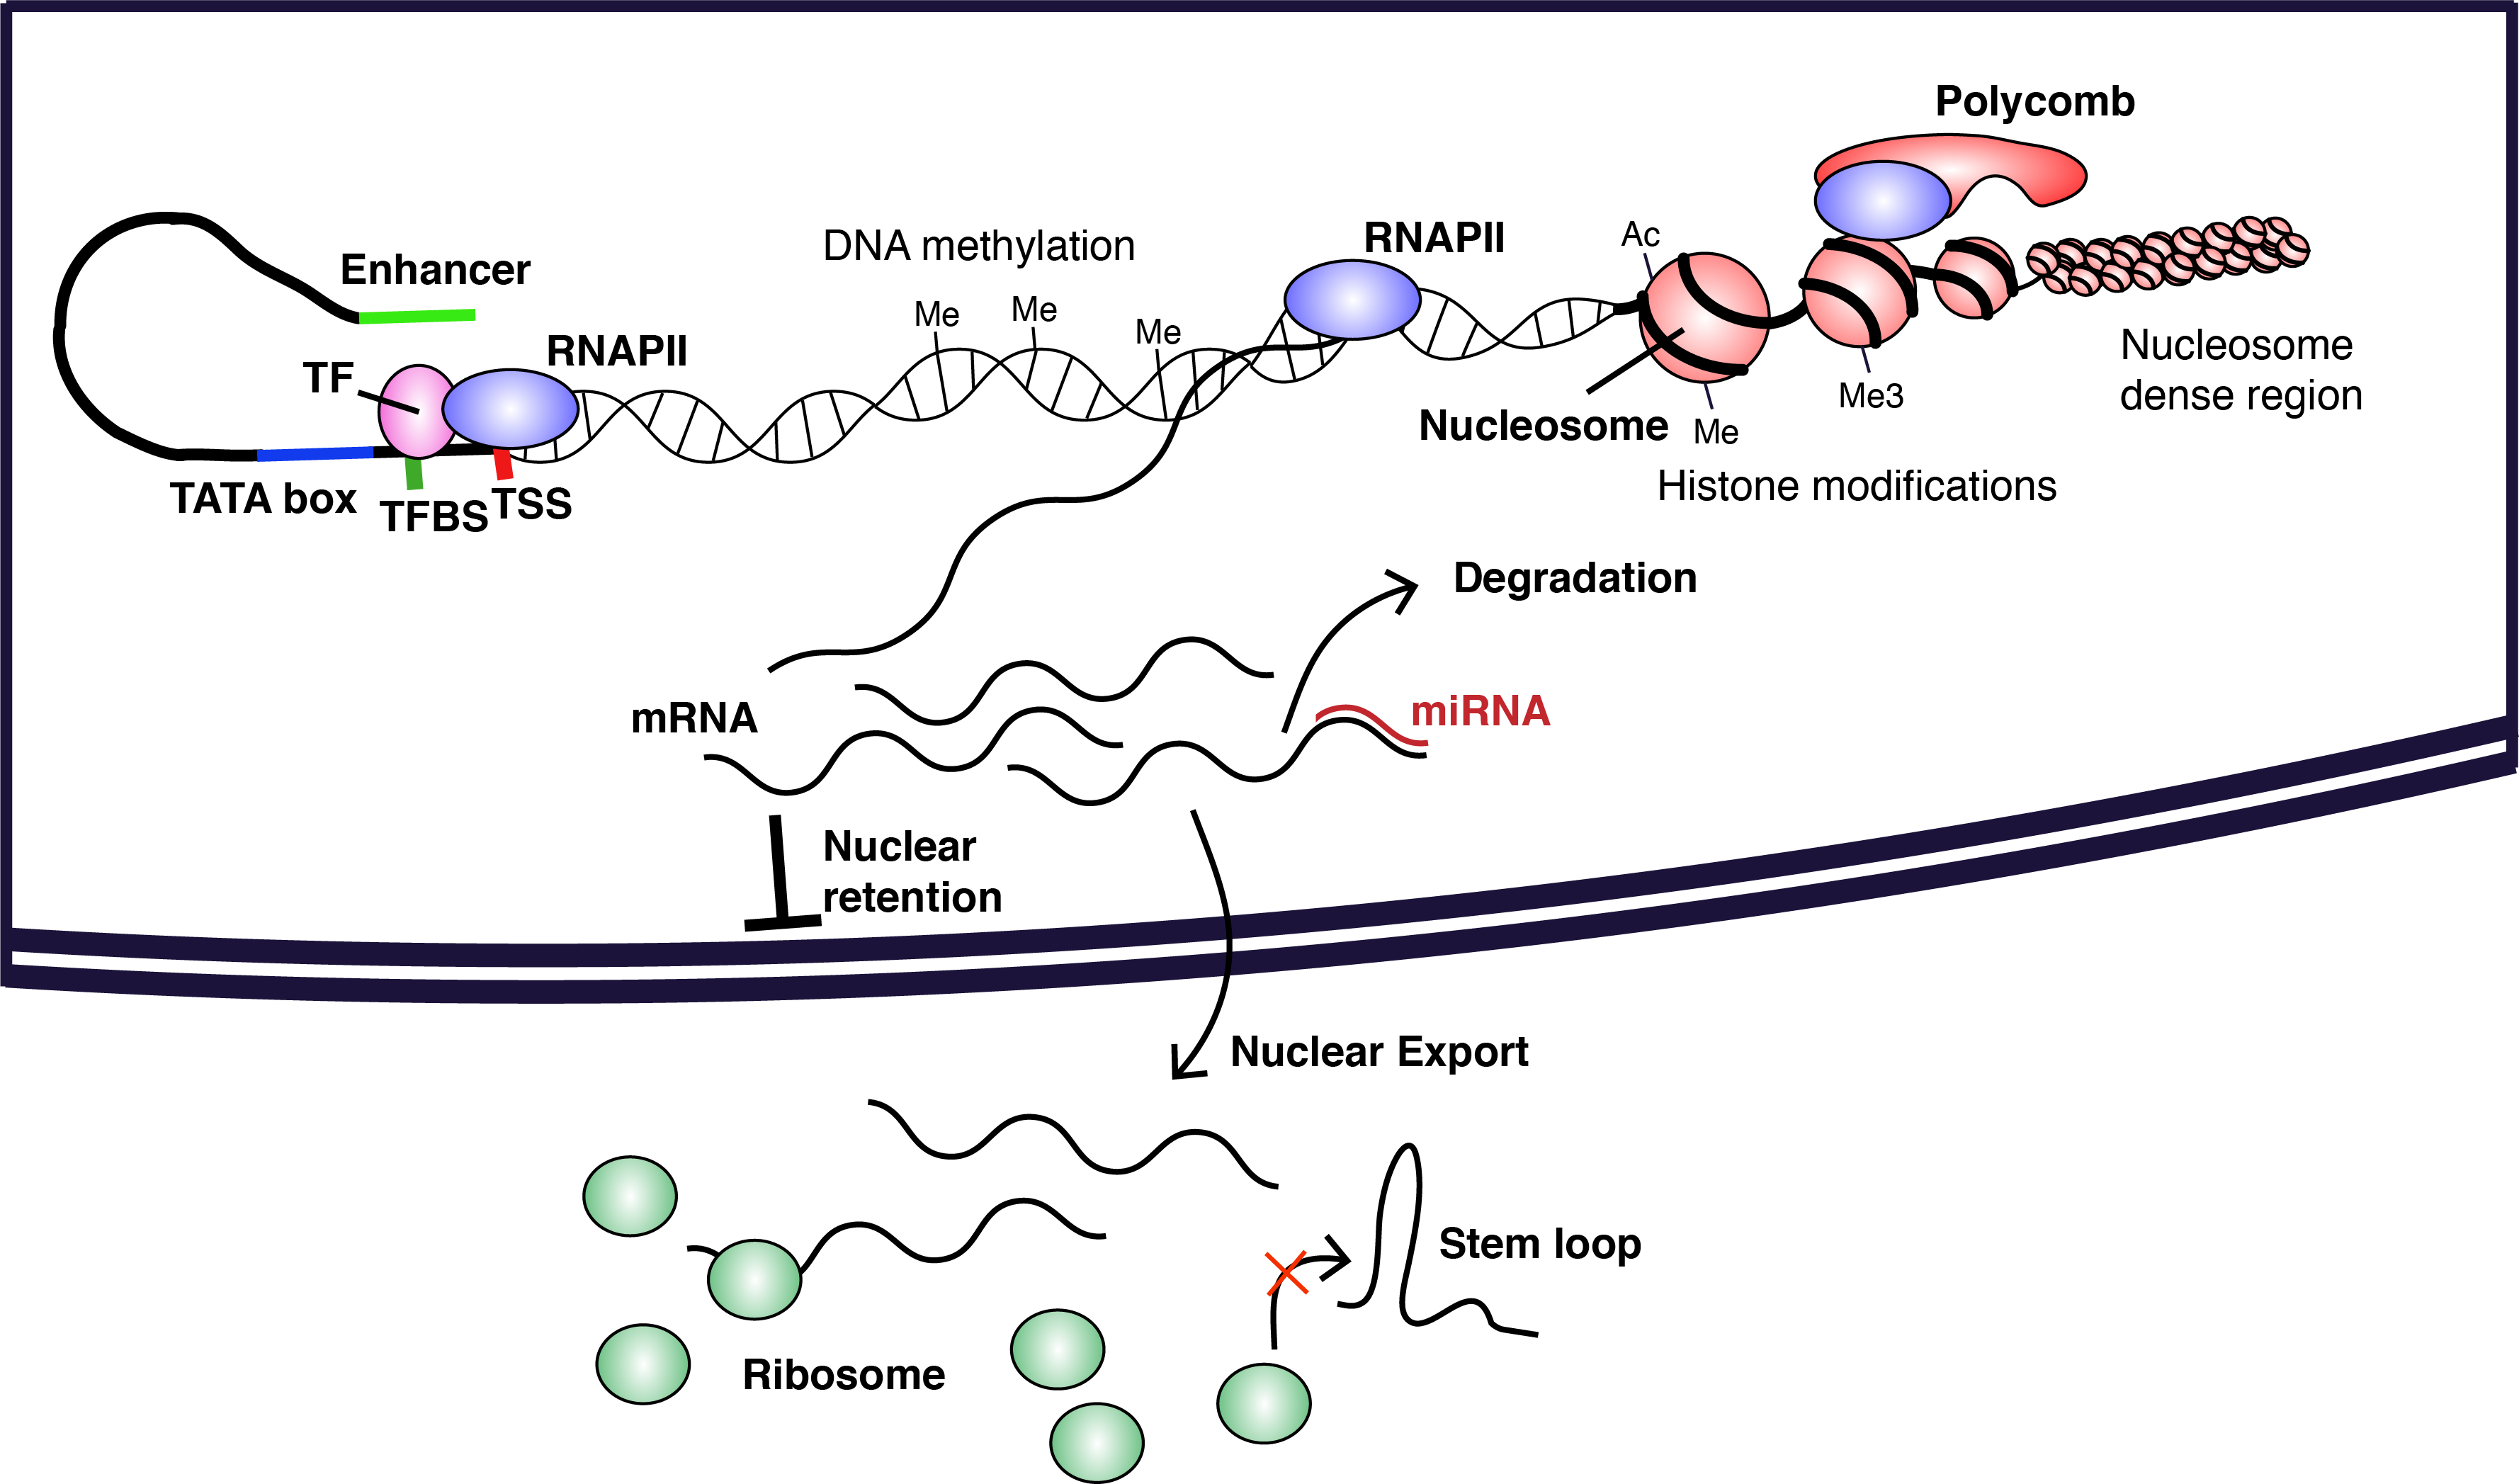 Polycomb
Enhancer
DNA methylation
RNAPII
Ac
TF
RNAPII
Me
Me
Me
Nucleosome
dense region
Me3
Nucleosome
Me
TATA box
TFBS
TSS
Histone modifications
Degradation
mRNA
miRNA
Nuclear
retention
Nuclear Export
Stem loop
Ribosome